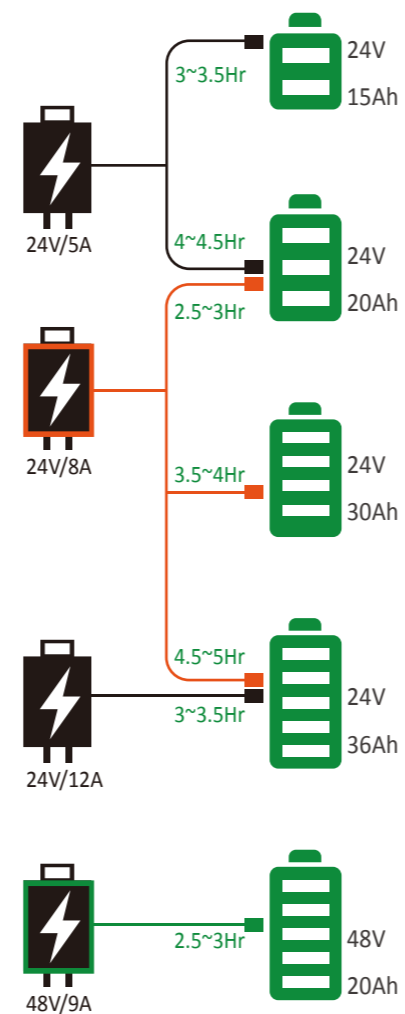 24V
3~3.5Hr
15Ah
24V/5A
4~4.5Hr
24V
2.5~3Hr
20Ah
24V/8A
3.5~4Hr
24V
30Ah
4.5~5Hr
24V
3~3.5Hr
36Ah
24V/12A
2.5~3Hr
48V
20Ah
48V/9A